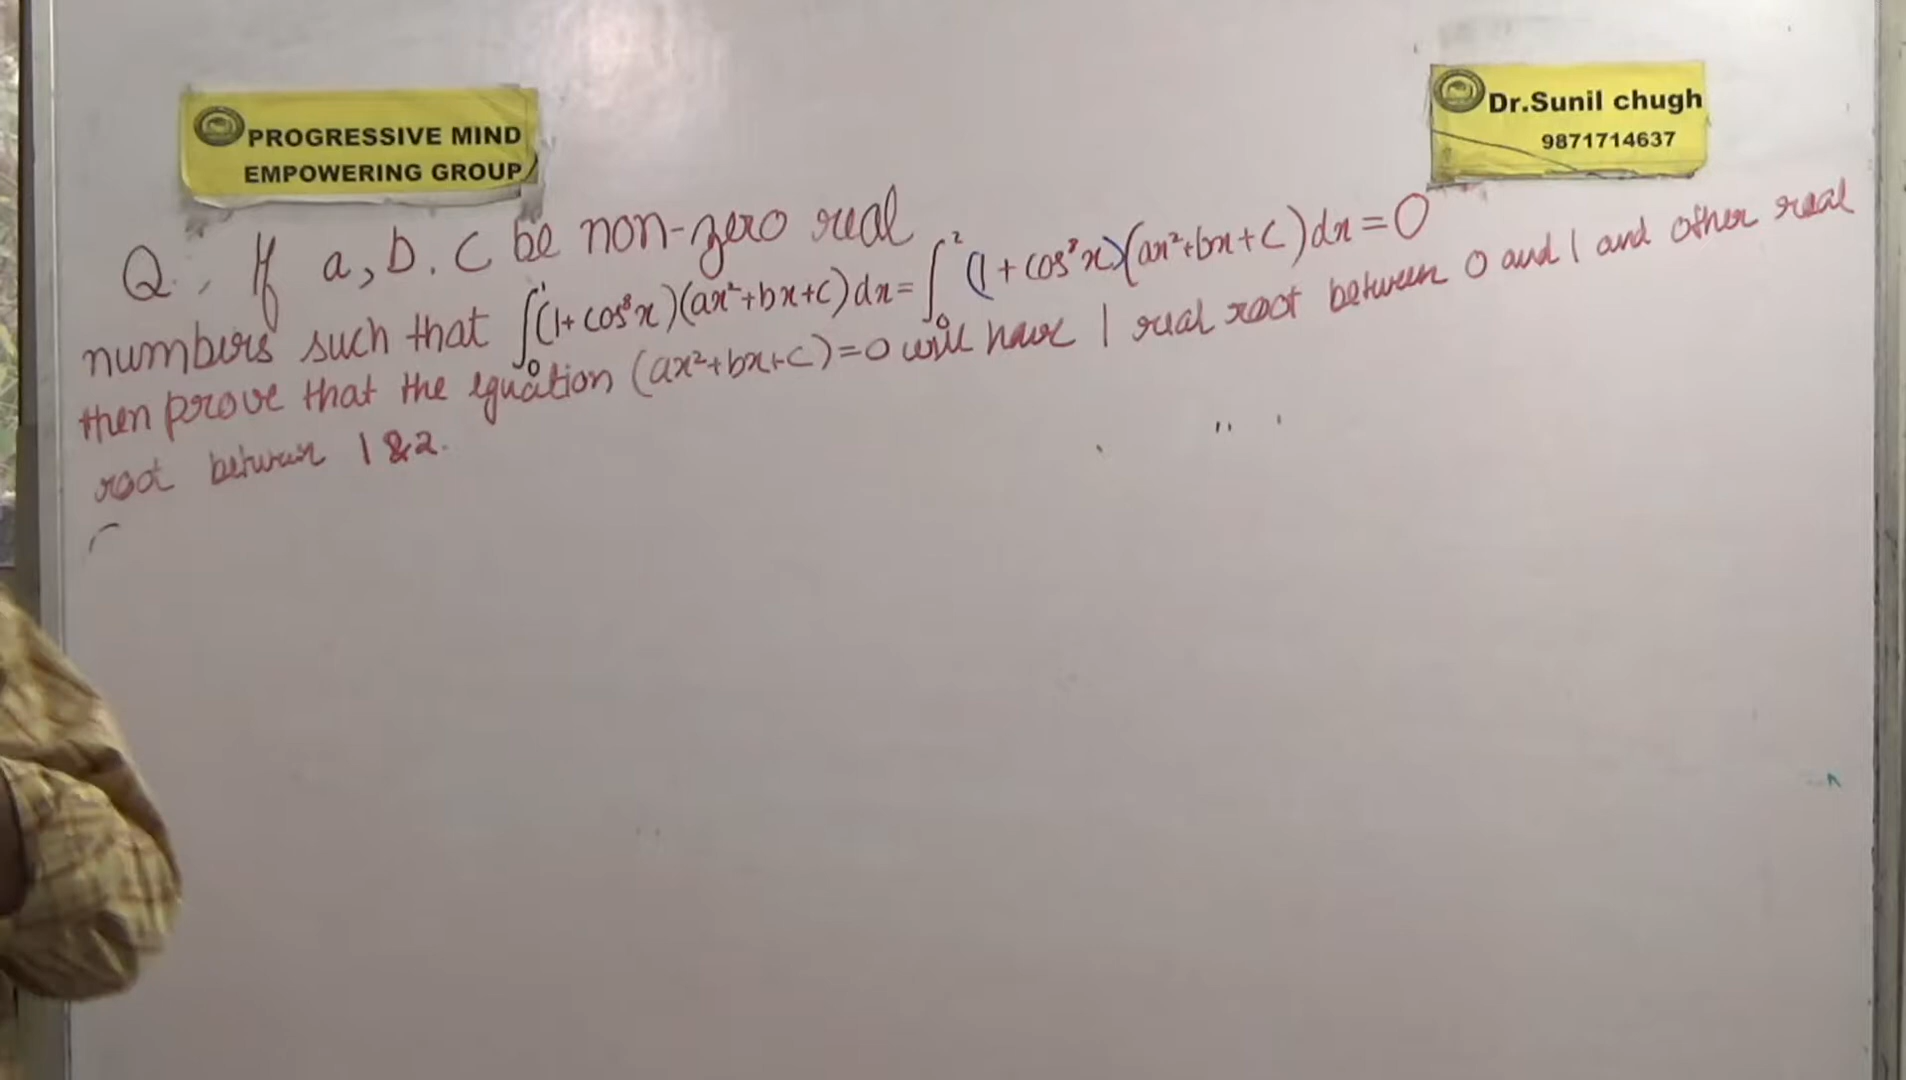 PROGRESSIVE MIND
EMPOWERING GROUP
Dr.Sunil chugh
9871714637
Q. If a, b, c be non-zero real
numbers such that ∫₀¹(1+cos⁸x)(ax²+bx+c)dx = ∫₀²(1+cos⁸x)(ax²+bx+c)dx = 0
then prove that the equation (ax²+bx+c)=0 will have 1 real root between 0 and 1 and other real
root between 1 & 2.